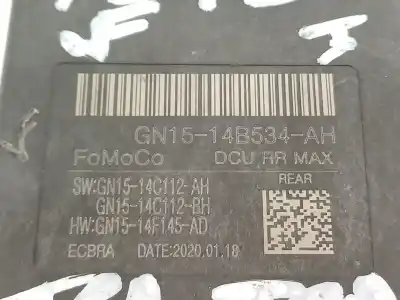 GN15-14B534-AH
FoMoCo DCU RR MAX
SW:GN15-14C112-AH REAR
GN15-14C112-BH
HW:GN15-14F145-AD
ECBRA DATE:2020.01.18